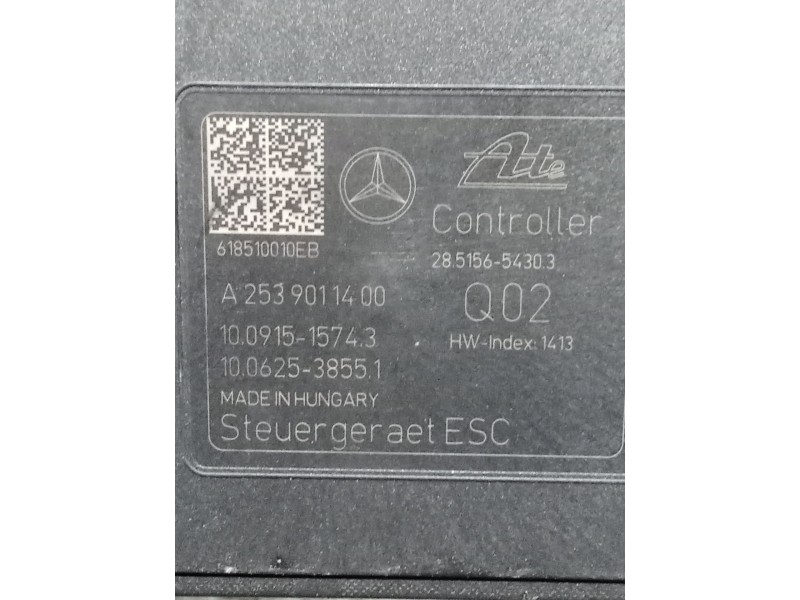 Ate
Controller
618510010EB
28.5156-5430.3
A 253 901 14 00
Q02
10.0915-1574.3
HW-Index: 1413
10.0625-3855.1
MADE IN HUNGARY
Steuergeraet ESC